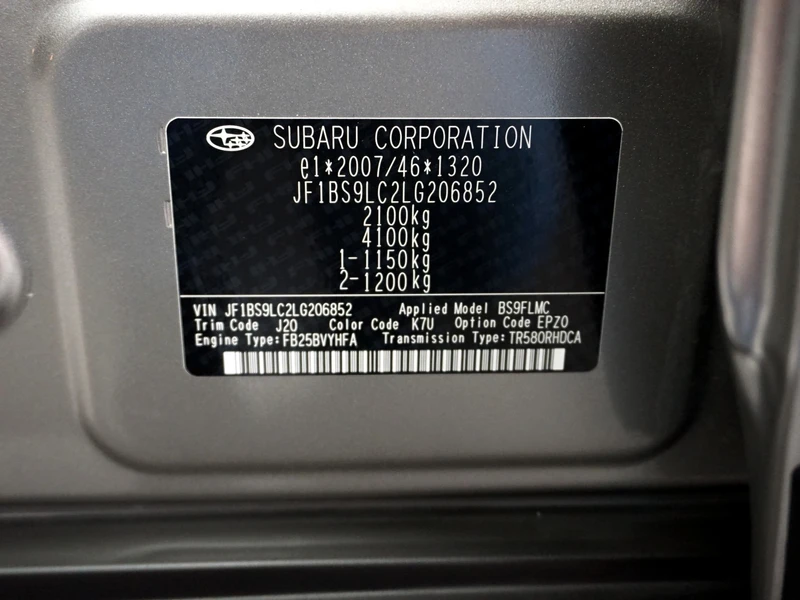 SUBARU CORPORATION
e1*2007/46*1320
JF1BS9LC2LG206852
2100kg
4100kg
1-1150kg
2-1200kg
VIN JF1BS9LC2LG206852 Applied Model BS9FLMC
Trim Code J20 Color Code K7U Option Code EPZ0
Engine Type:FB25BVYHFA Transmission Type:TR580RHDCA